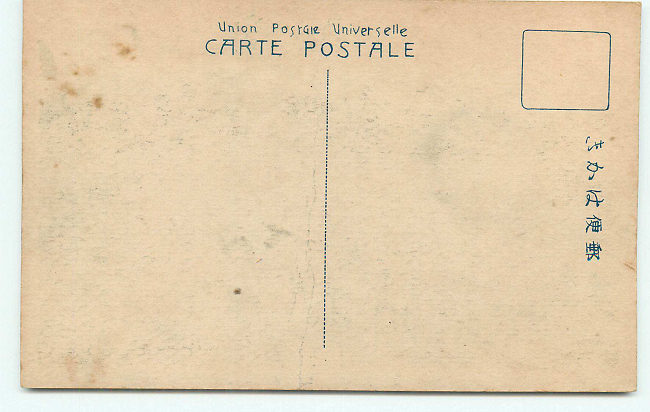 Union Postale Universelle
CARTE POSTALE
郵便はかき